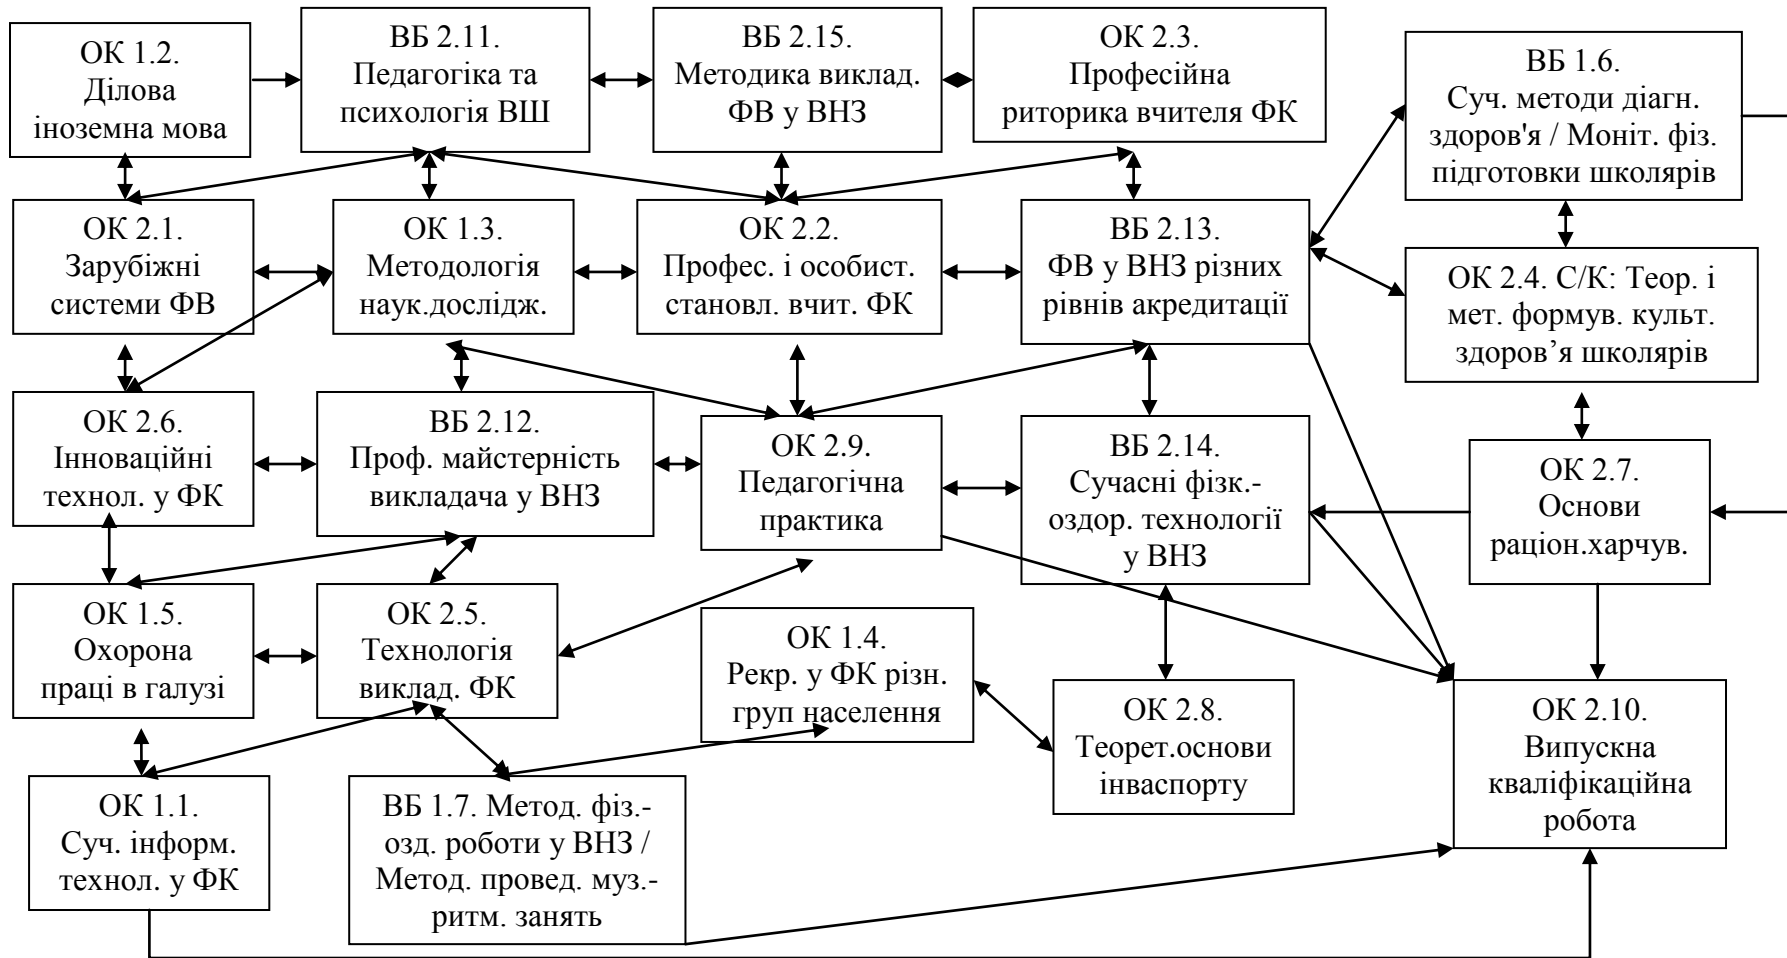 ОК 1.2.
Ділова
іноземна мова
ВБ 2.11.
Педагогіка та
психологія ВШ
ВБ 2.15.
Методика виклад.
ФВ у ВНЗ
ОК 2.3.
Професійна
риторика вчителя ФК
ВБ 1.6.
Суч. методи діагн.
здоров'я / Моніт. фіз.
підготовки школярів
ОК 2.1.
Зарубіжні
системи ФВ
ОК 1.3.
Методологія
наук.дослідж.
ОК 2.2.
Профес. і особист.
становл. вчит. ФК
ВБ 2.13.
ФВ у ВНЗ різних
рівнів акредитації
ОК 2.4. С/К: Теор. і
мет. формув. культ.
здоров’я школярів
ОК 2.6.
Інноваційні
технол. у ФК
ВБ 2.12.
Проф. майстерність
викладача у ВНЗ
ОК 2.9.
Педагогічна
практика
ВБ 2.14.
Сучасні фізк.-
оздор. технології
у ВНЗ
ОК 2.7.
Основи
раціон.харчув.
ОК 1.5.
Охорона
праці в галузі
ОК 2.5.
Технологія
виклад. ФК
ОК 1.4.
Рекр. у ФК різн.
груп населення
ОК 2.8.
Теорет.основи
інваспорту
ОК 2.10.
Випускна
кваліфікаційна
робота
ОК 1.1.
Суч. інформ.
технол. у ФК
ВБ 1.7. Метод. фіз.-
озд. роботи у ВНЗ /
Метод. провед. муз.-
ритм. занять